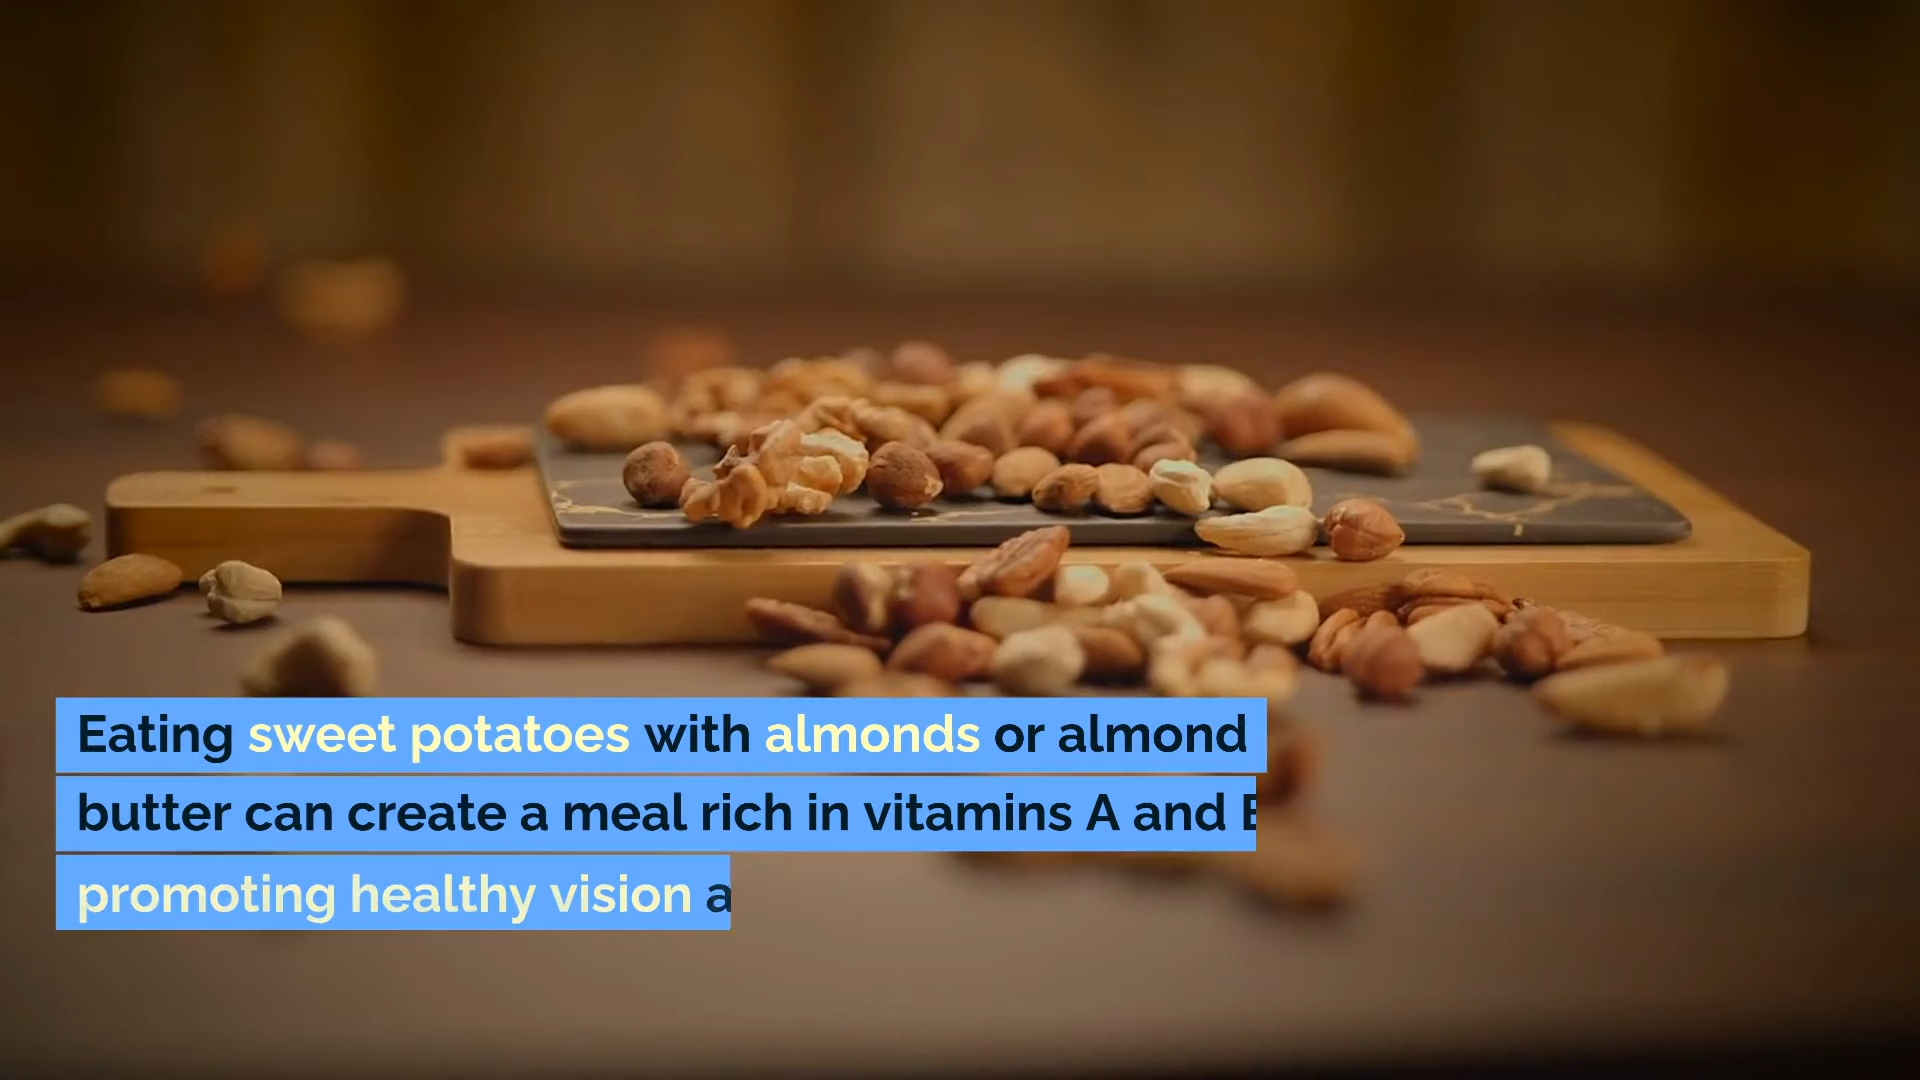 Eating sweet potatoes with almonds or almond
butter can create a meal rich in vitamins A and
promoting healthy vision